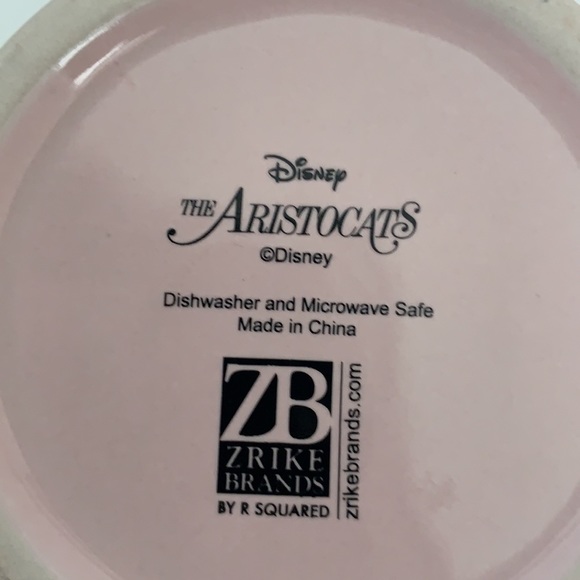 Disney
THE ARISTOCATS
©Disney
Dishwasher and Microwave Safe
Made in China
ZB
ZRIKE
BRANDS
BY R SQUARED
zrikebrands.com